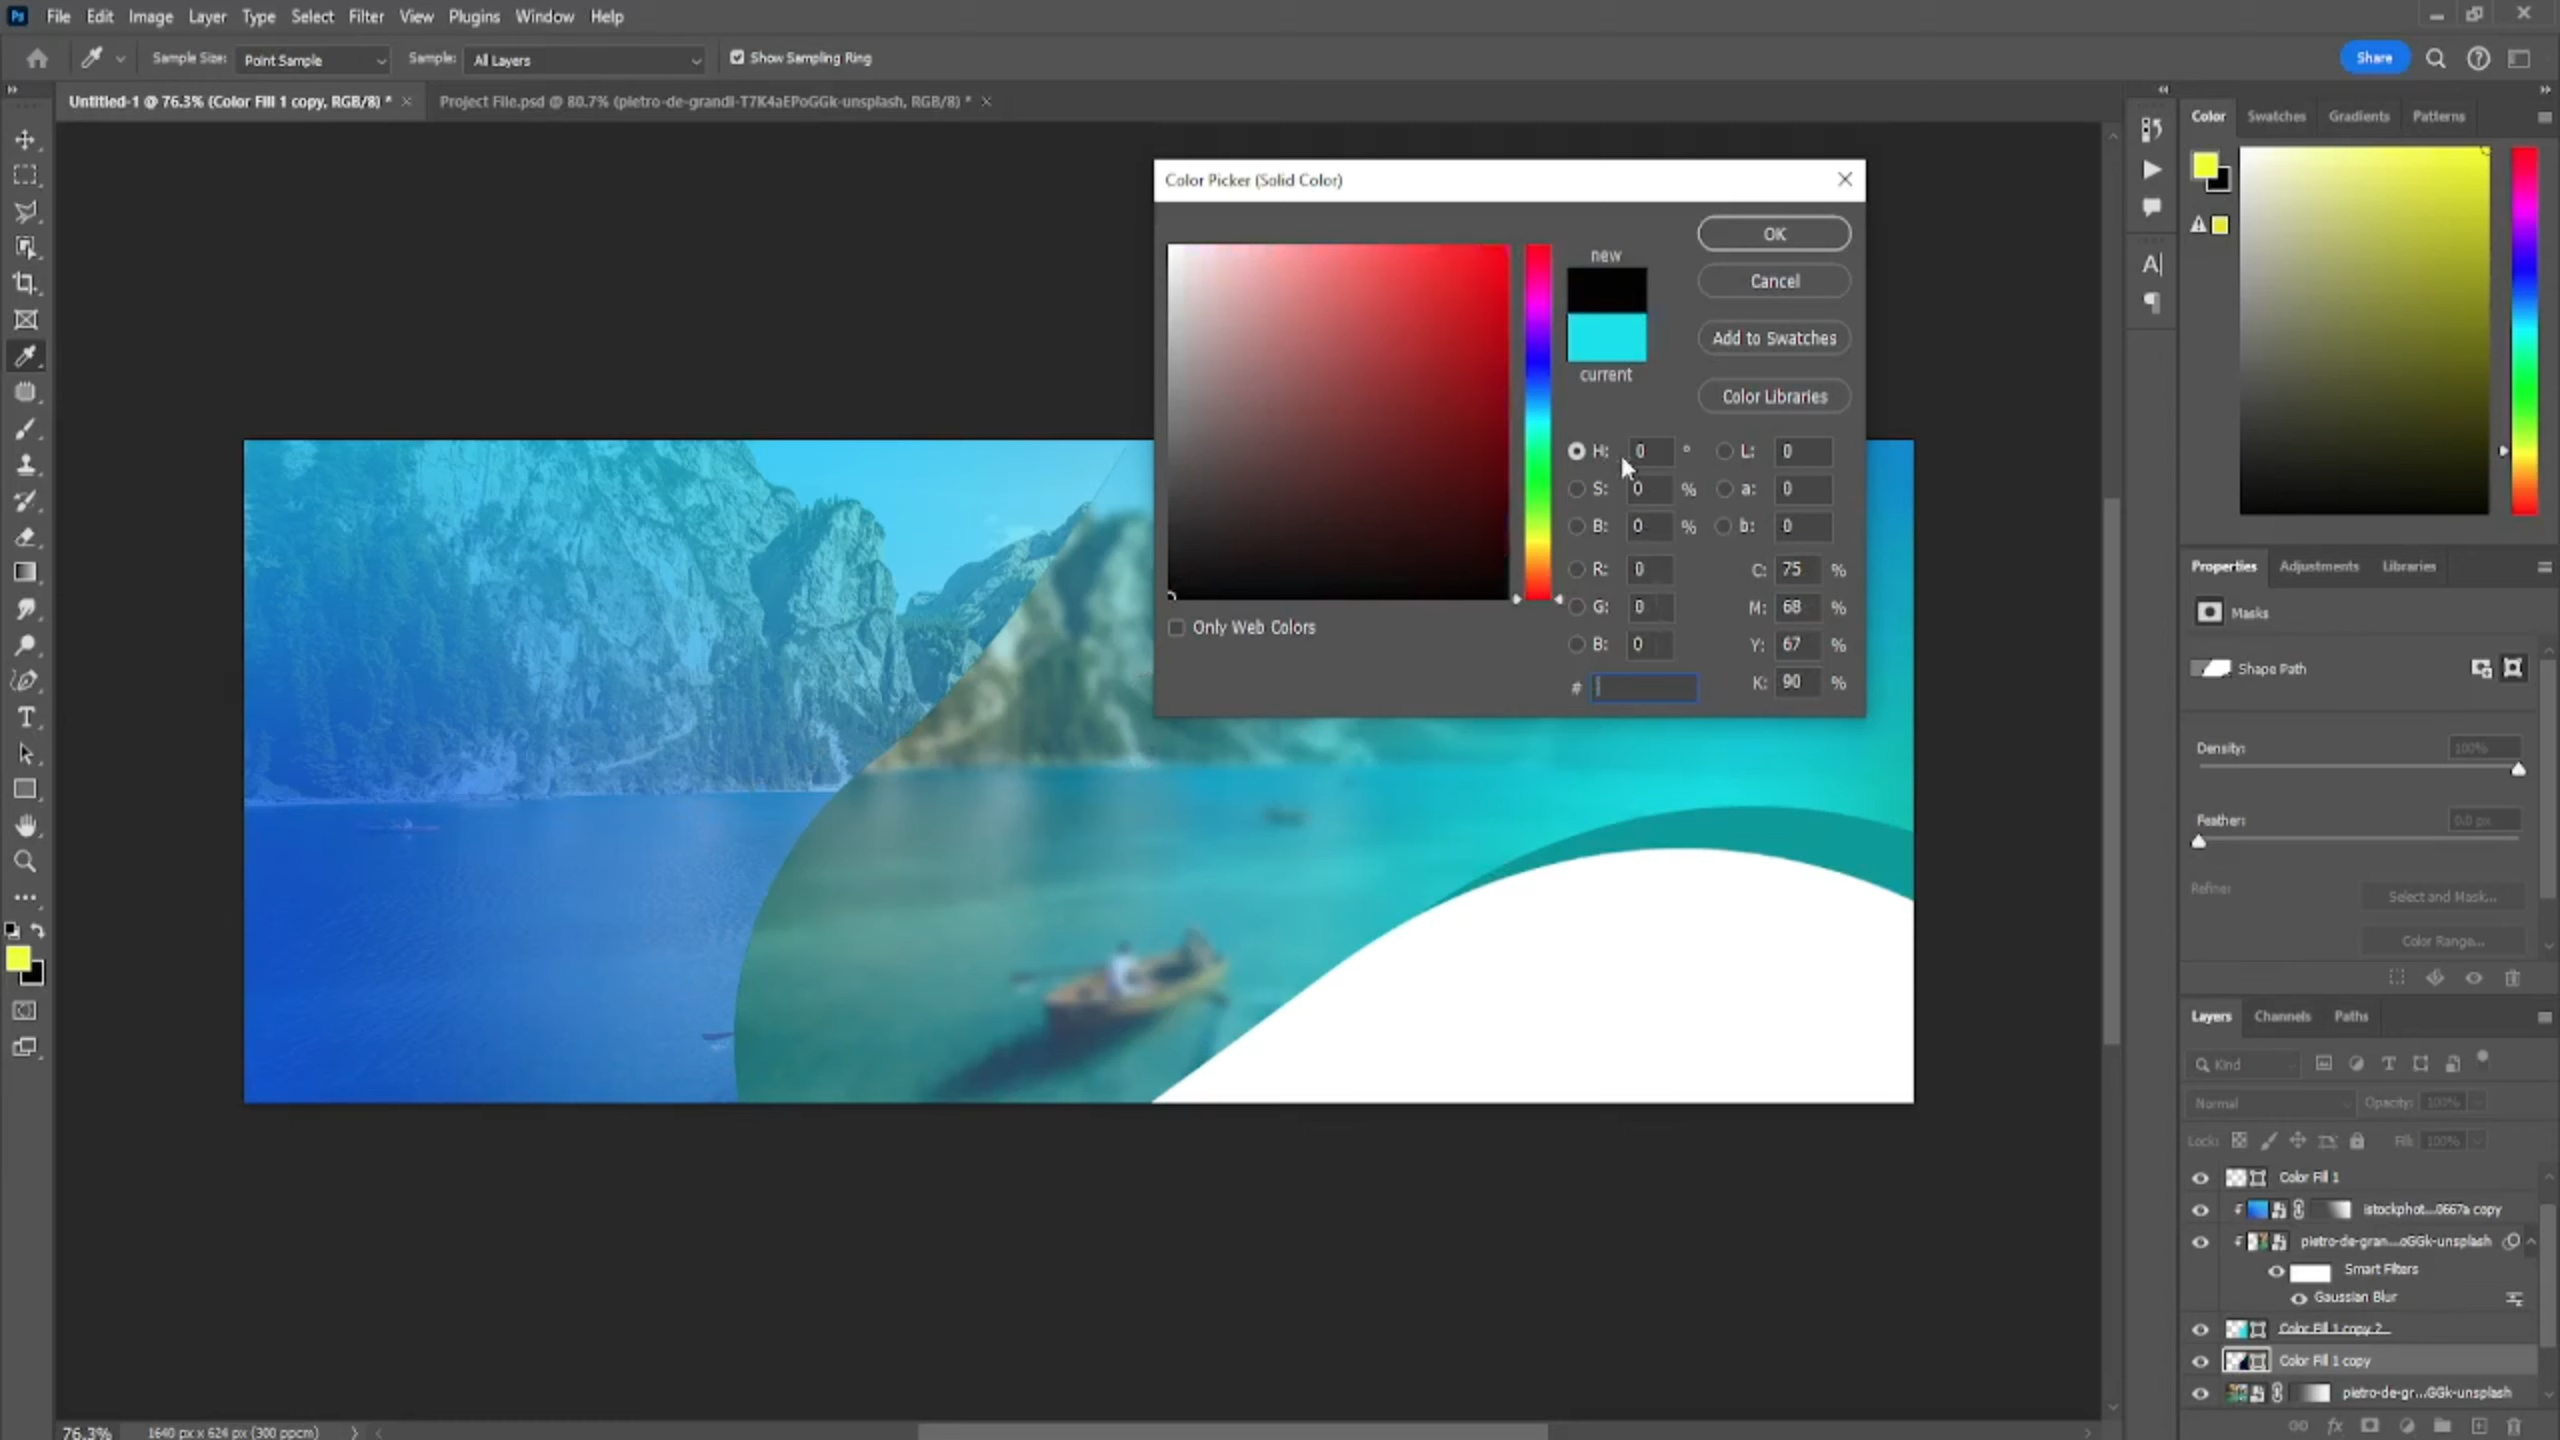 Ps File Edit Image Layer Type Select Filter View Plugins Window Help
Sample Size: Point Sample Sample: All Layers Show Sampling Ring Share
Untitled-1 @ 76.3% (Color Fill 1 copy, RGB/8) * × Project File.psd @ 80.7% (pietro-de-grandi-T7K4aEPoGGk-unsplash, RGB/8) * ×
Color Swatches Gradients Patterns
Color Picker (Solid Color)
new
current
OK
Cancel
Add to Swatches
Color Libraries
H: 0 ° L: 0
S: 0 % a: 0
B: 0 % b: 0
R: 0 C: 75 %
G: 0 M: 68 %
B: 0 Y: 67 %
# K: 90 %
Only Web Colors
Properties Adjustments Libraries
Masks
Shape Path
Density: 100%
Feather: 0.0 px
Refine: Select and Mask...
Color Range...
Layers Channels Paths
Kind
Normal Opacity: 100%
Lock: Fill: 100%
Color Fill 1
istockphot...0667a copy
pietro-de-gran...oGGk-unsplash
Smart Filters
Gaussian Blur
Color Fill 1 copy 2
Color Fill 1 copy
pietro-de-gr...GGk-unsplash
76.3% 1640 px x 624 px (300 ppcm)